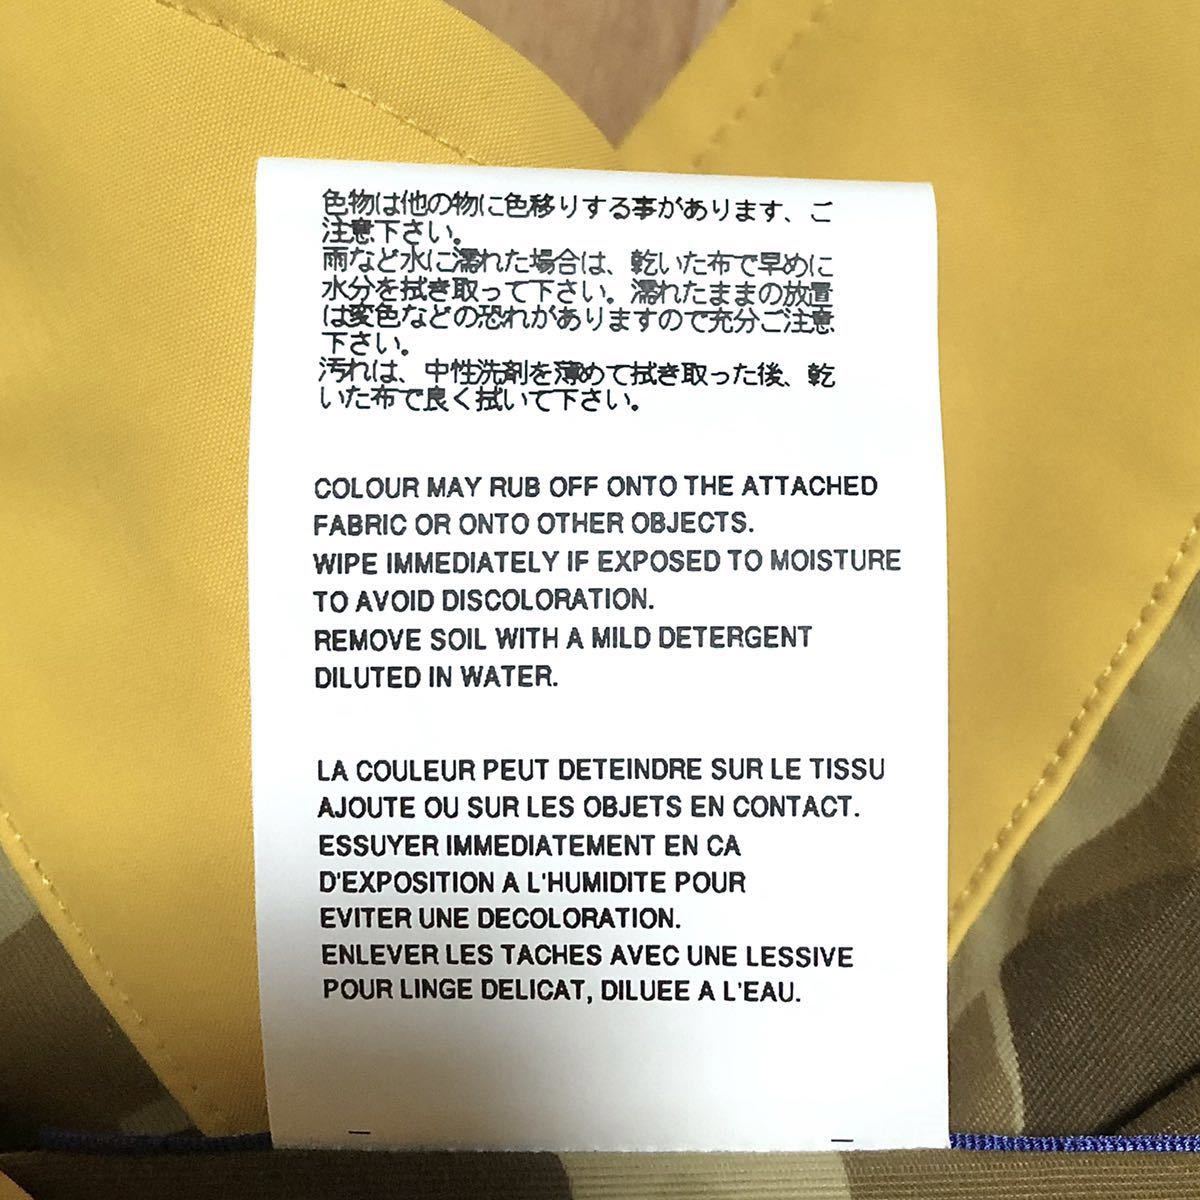 色物は他の物に色移りする事があります、ご
注意下さい。
雨など水に濡れた場合は、乾いた布で早めに
水分を拭き取って下さい。濡れたままの放置
は変色などの恐れがありますので充分ご注意
下さい。
汚れは、中性洗剤を薄めて拭き取った後、乾
いた布で良く拭いて下さい。
COLOUR MAY RUB OFF ONTO THE ATTACHED
FABRIC OR ONTO OTHER OBJECTS.
WIPE IMMEDIATELY IF EXPOSED TO MOISTURE
TO AVOID DISCOLORATION.
REMOVE SOIL WITH A MILD DETERGENT
DILUTED IN WATER.
LA COULEUR PEUT DETEINDRE SUR LE TISSU
AJOUTE OU SUR LES OBJETS EN CONTACT.
ESSUYER IMMEDIATEMENT EN CA
D'EXPOSITION A L'HUMIDITE POUR
EVITER UNE DECOLORATION.
ENLEVER LES TACHES AVEC UNE LESSIVE
POUR LINGE DELICAT, DILUEE A L'EAU.